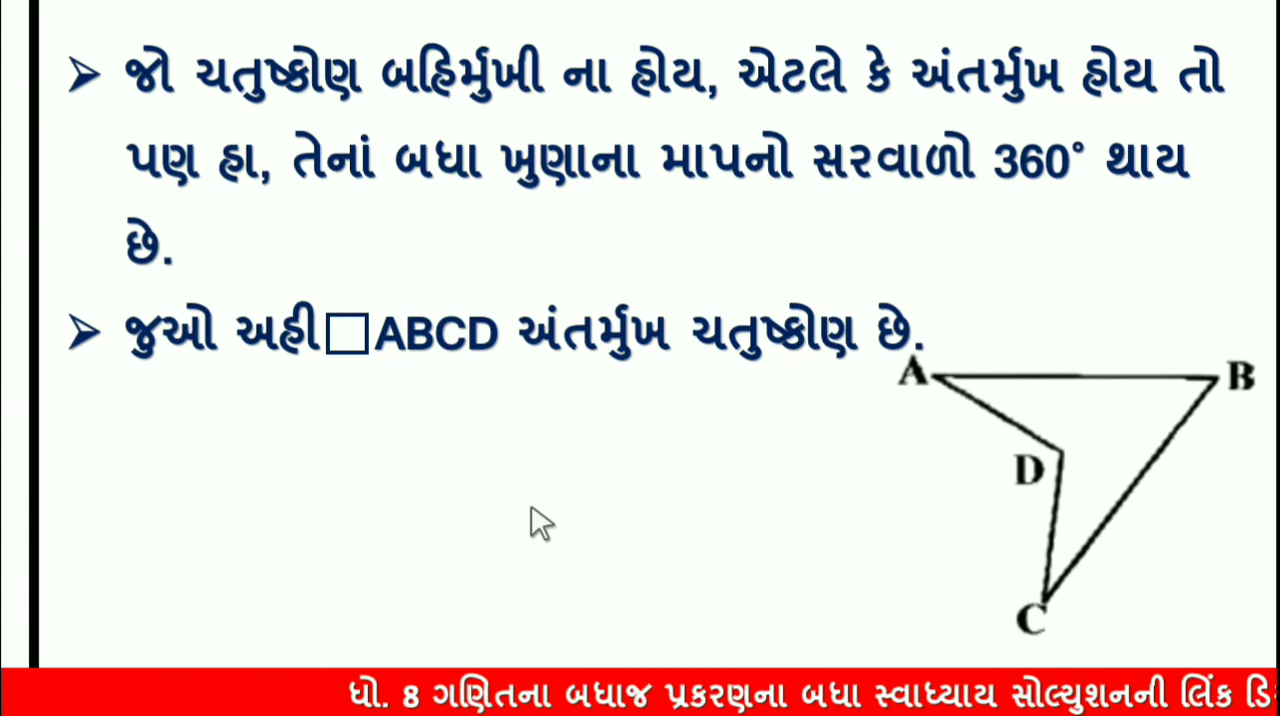 ➢ જો ચતુષ્કોણ બહિર્મુખી ના હોય, એટલે કે અંતર્મુખ હોય તો
પણ હા, તેનાં બધા ખુણાના માપનો સરવાળો 360° થાય
છે.
➢ જુઓ અહી□ABCD અંતર્મુખ ચતુષ્કોણ છે.
A
B
D
C
ધો. 8 ગણિતના બધાજ પ્રકરણના બધા સ્વાધ્યાય સોલ્યુશનની લિંક ડિ